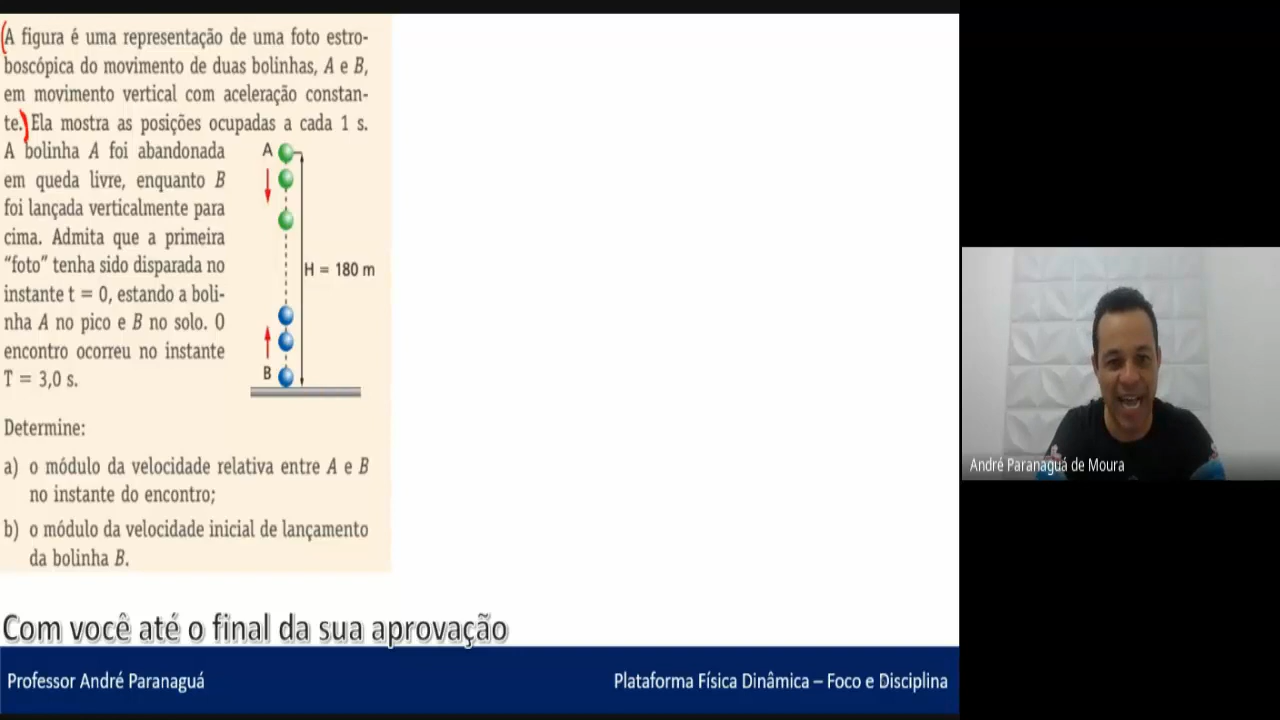 A figura é uma representação de uma foto estro-
boscópica do movimento de duas bolinhas, A e B,
em movimento vertical com aceleração constan-
te. Ela mostra as posições ocupadas a cada 1 s.
A bolinha A foi abandonada
em queda livre, enquanto B
foi lançada verticalmente para
cima. Admita que a primeira
“foto” tenha sido disparada no
instante t = 0, estando a boli-
nha A no pico e B no solo. O
encontro ocorreu no instante
T = 3,0 s.
A
H = 180 m
B
Determine:
a) o módulo da velocidade relativa entre A e B
no instante do encontro;
b) o módulo da velocidade inicial de lançamento
da bolinha B.
Com você até o final da sua aprovação
Professor André Paranaguá
Plataforma Física Dinâmica – Foco e Disciplina
André Paranaguá de Moura